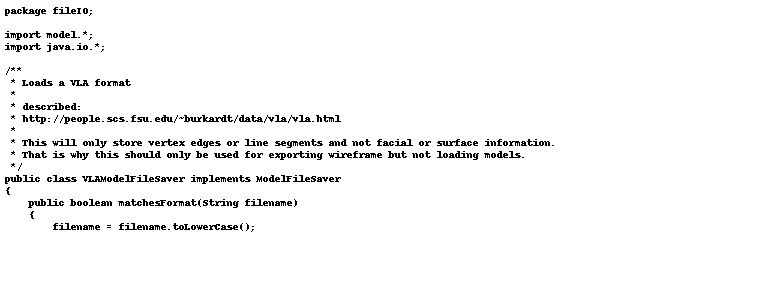 package fileIO;

import model.*;
import java.io.*;

/**
 * Loads a VLA format
 *
 * described:
 * http://people.scs.fsu.edu/~burkardt/data/vla/vla.html
 *
 * This will only store vertex edges or line segments and not facial or surface information.
 * That is why this should only be used for exporting wireframe but not loading models.
 */
public class VLAModelFileSaver implements ModelFileSaver
{
    public boolean matchesFormat(String filename)
    {
        filename = filename.toLowerCase();